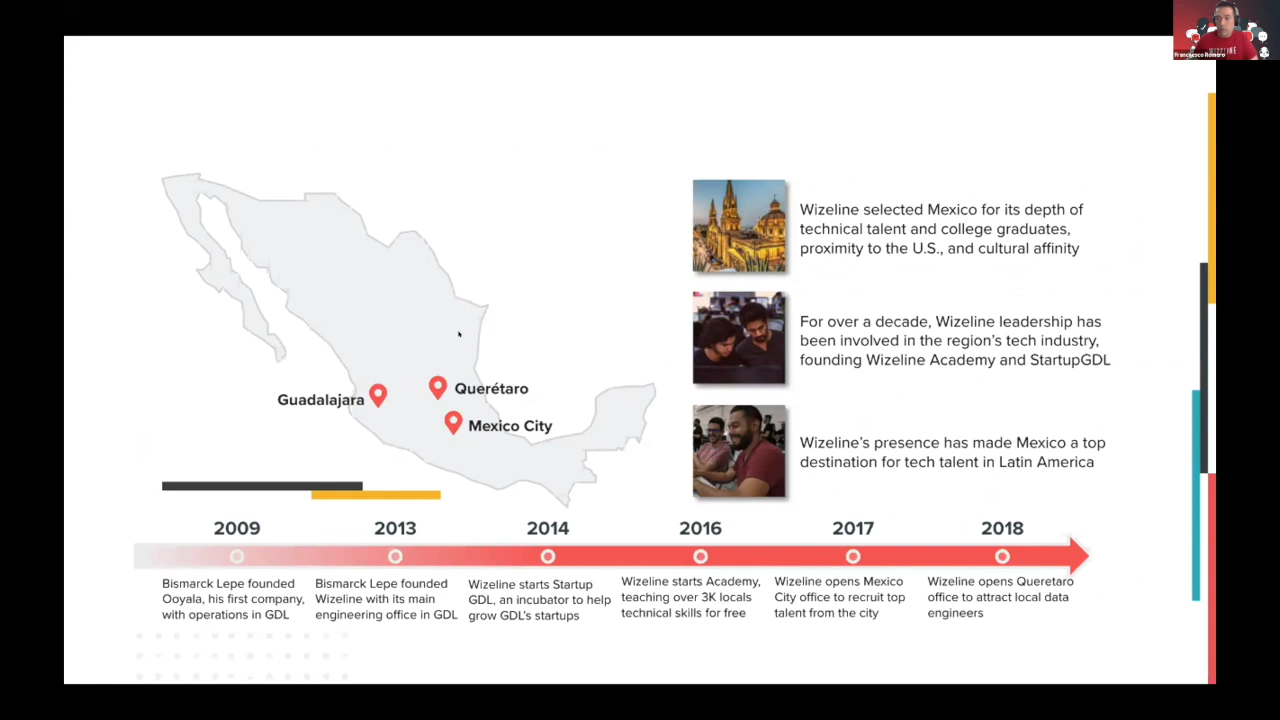 Francisco Romero
Wizeline selected Mexico for its depth of
technical talent and college graduates,
proximity to the U.S., and cultural affinity
For over a decade, Wizeline leadership has
been involved in the region's tech industry,
founding Wizeline Academy and StartupGDL
Wizeline's presence has made Mexico a top
destination for tech talent in Latin America
Guadalajara
Querétaro
Mexico City
2009
Bismarck Lepe founded
Ooyala, his first company,
with operations in GDL
2013
Bismarck Lepe founded
Wizeline with its main
engineering office in GDL
2014
Wizeline starts Startup
GDL, an incubator to help
grow GDL's startups
2016
Wizeline starts Academy,
teaching over 3K locals
technical skills for free
2017
Wizeline opens Mexico
City office to recruit top
talent from the city
2018
Wizeline opens Queretaro
office to attract local data
engineers